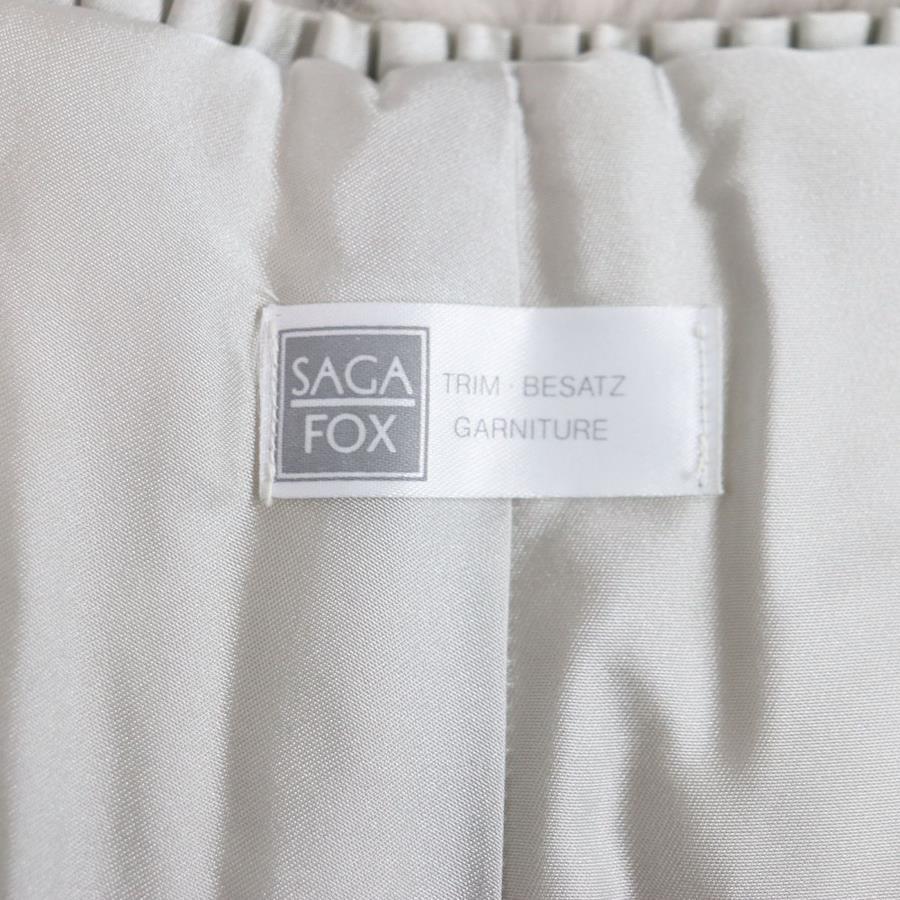 SAGA
FOX
TRIM · BESATZ
GARNITURE